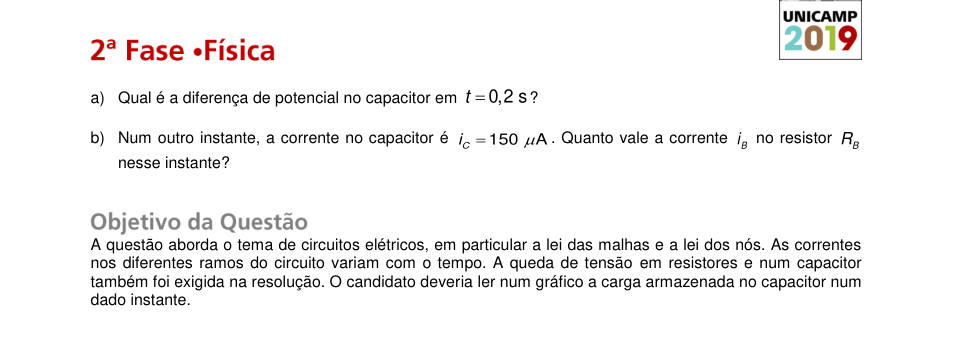 UNICAMP
2019
2ª Fase •Física
a) Qual é a diferença de potencial no capacitor em t = 0,2 s?
b) Num outro instante, a corrente no capacitor é i_C = 150 μA. Quanto vale a corrente i_B no resistor R_B
nesse instante?
Objetivo da Questão
A questão aborda o tema de circuitos elétricos, em particular a lei das malhas e a lei dos nós. As correntes
nos diferentes ramos do circuito variam com o tempo. A queda de tensão em resistores e num capacitor
também foi exigida na resolução. O candidato deveria ler num gráfico a carga armazenada no capacitor num
dado instante.